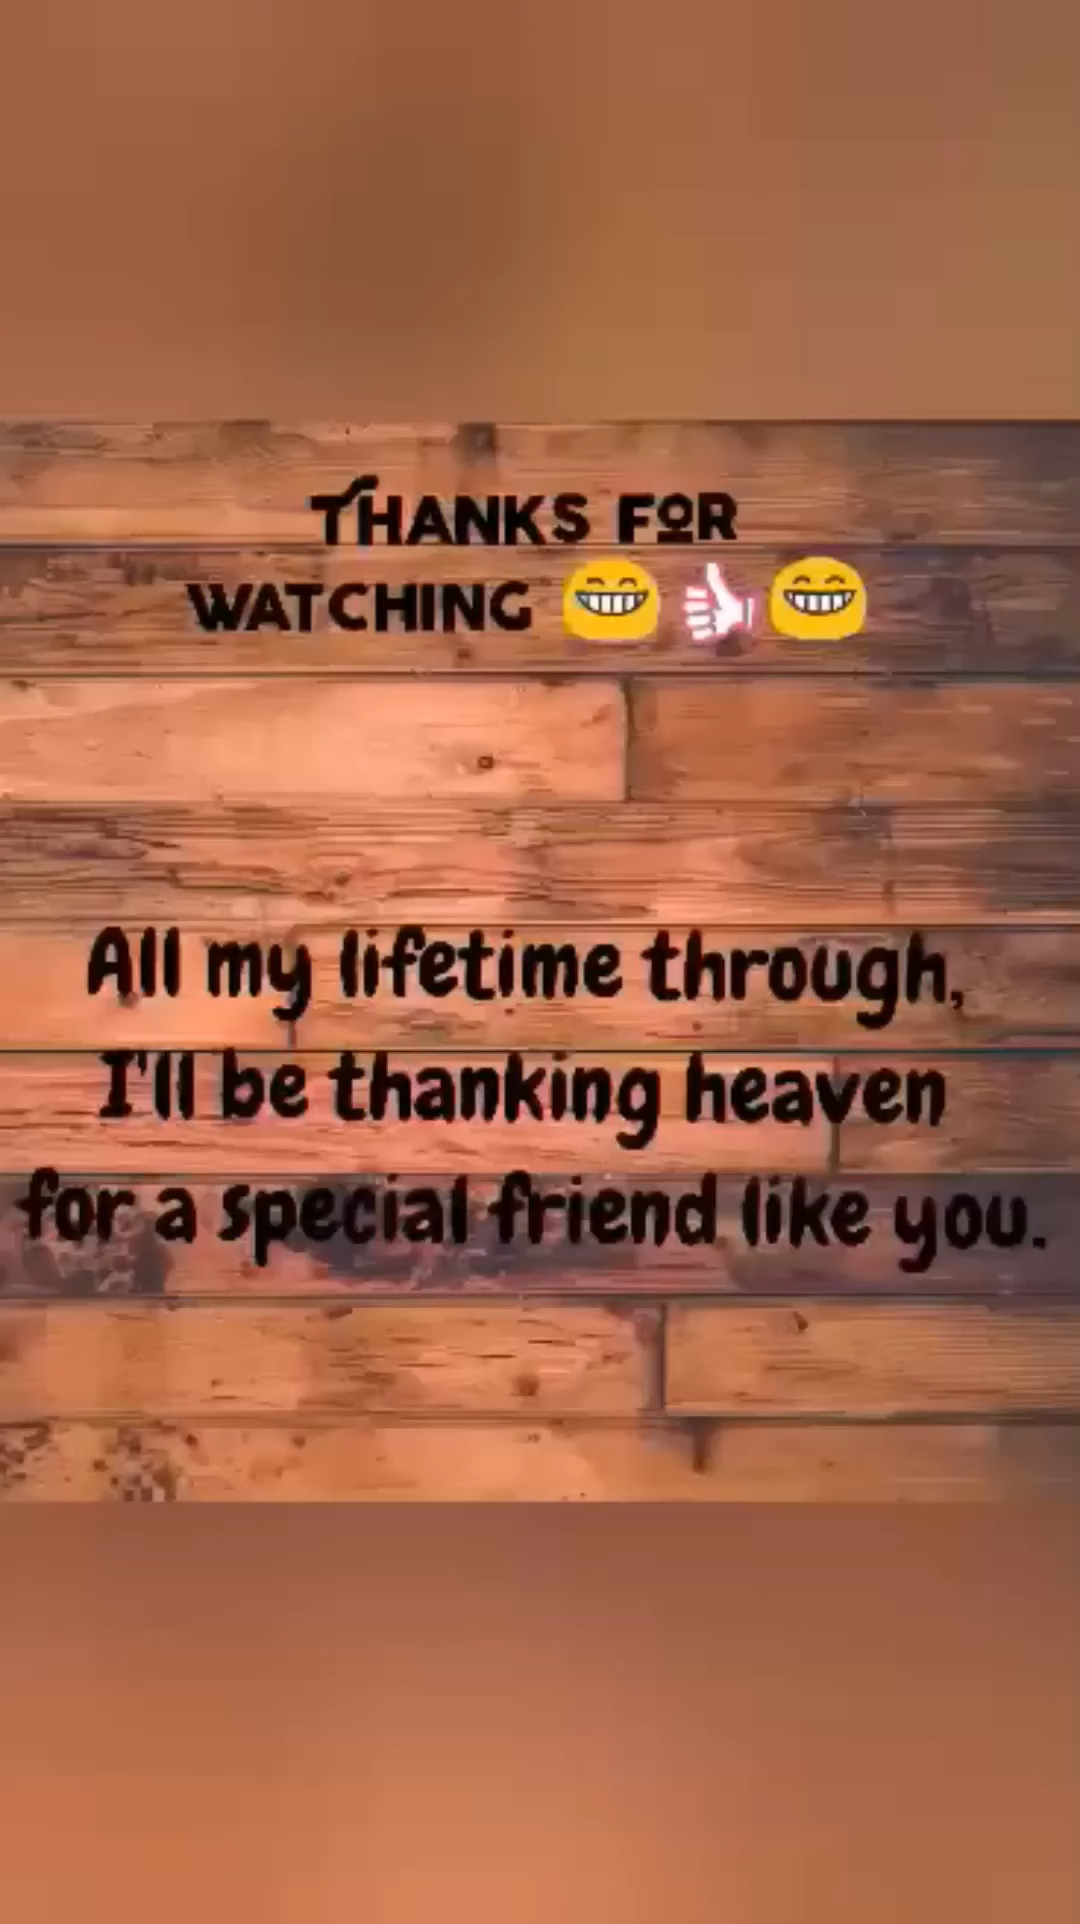 THANKS FOR
WATCHING 😁👍😁
All my lifetime through,
I'll be thanking heaven
for a special friend like you.